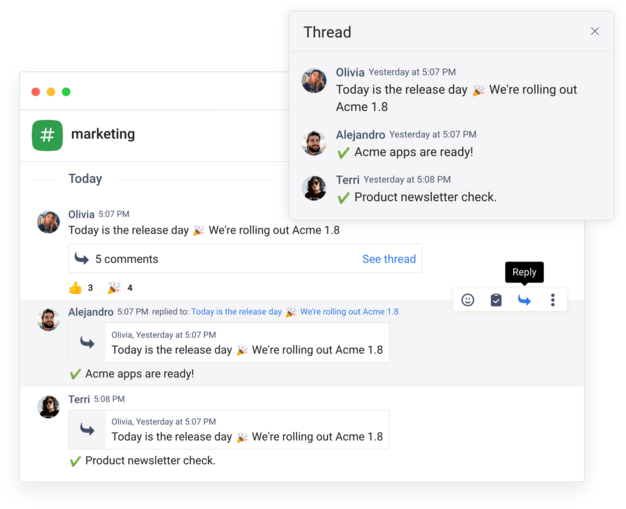 Thread
Olivia Yesterday at 5:07 PM
Today is the release day 🎉 We're rolling out
Acme 1.8
Alejandro Yesterday at 5:07 PM
✔ Acme apps are ready!
Terri Yesterday at 5:08 PM
✔ Product newsletter check.
# marketing
Today
Olivia 5:07 PM
Today is the release day 🎉 We're rolling out Acme 1.8
5 comments See thread
👍 3 🎉 4
Reply
Alejandro 5:07 PM replied to: Today is the release day 🎉 We're rolling out Acme 1.8
Olivia, Yesterday at 5:07 PM
Today is the release day 🎉 We're rolling out Acme 1.8
✔ Acme apps are ready!
Terri 5:08 PM
Olivia, Yesterday at 5:07 PM
Today is the release day 🎉 We're rolling out Acme 1.8
✔ Product newsletter check.